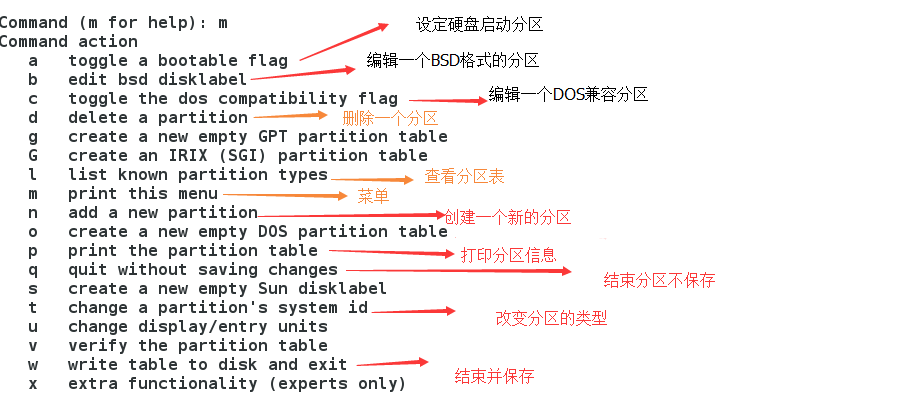 Command (m for help): m
设定硬盘启动分区
Command action
a toggle a bootable flag
编辑一个BSD格式的分区
b edit bsd disklabel
c toggle the dos compatibility flag
编辑一个DOS兼容分区
d delete a partition
删除一个分区
g create a new empty GPT partition table
G create an IRIX (SGI) partition table
l list known partition types
查看分区表
m print this menu
菜单
n add a new partition
创建一个新的分区
o create a new empty DOS partition table
p print the partition table
打印分区信息
q quit without saving changes
结束分区不保存
s create a new empty Sun disklabel
t change a partition's system id
改变分区的类型
u change display/entry units
v verify the partition table
w write table to disk and exit
结束并保存
x extra functionality (experts only)